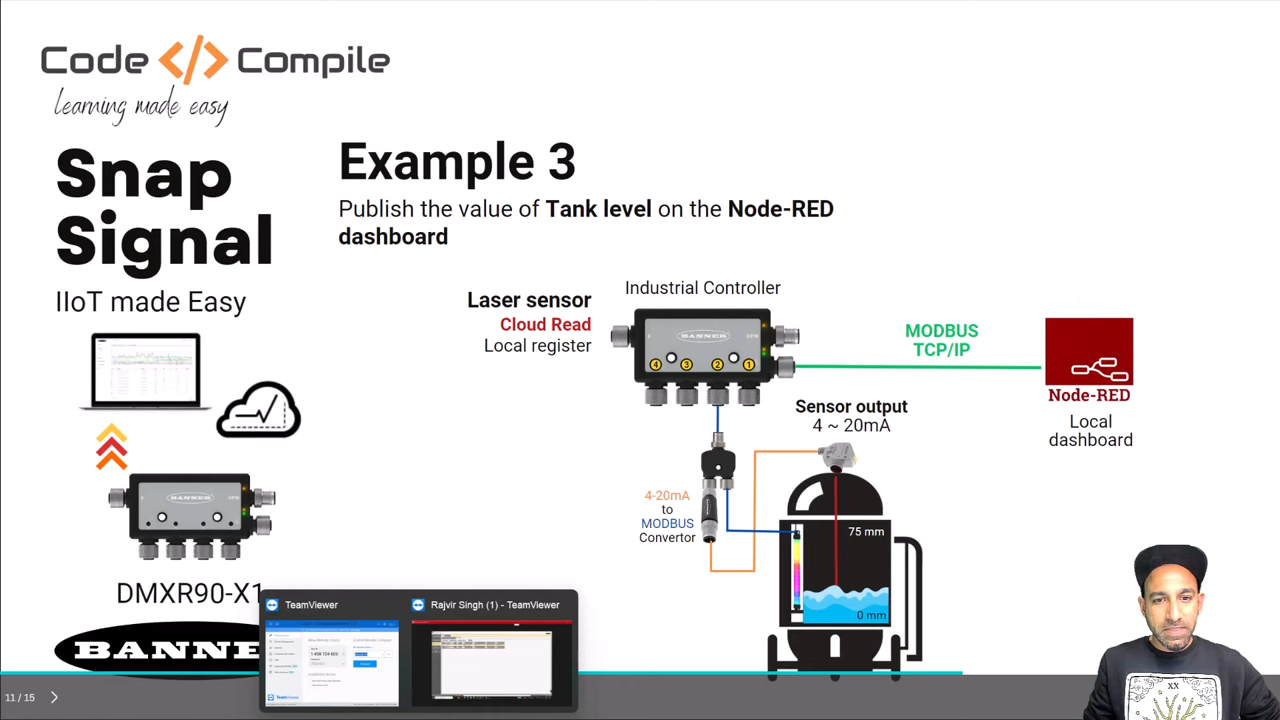 Code </> Compile
learning made easy
Snap
Signal
IIoT made Easy
DMXR90-X1
BANNE
Example 3
Publish the value of Tank level on the Node-RED
dashboard
Laser sensor
Cloud Read
Local register
Industrial Controller
BANNER
4 3 2 1
MODBUS
TCP/IP
Node-RED
Local
dashboard
Sensor output
4 ~ 20mA
4-20mA
to
MODBUS
Convertor
75 mm
0 mm
BANNER
TeamViewer
Rajvir Singh (1) - TeamViewer
TeamViewer
11 / 15